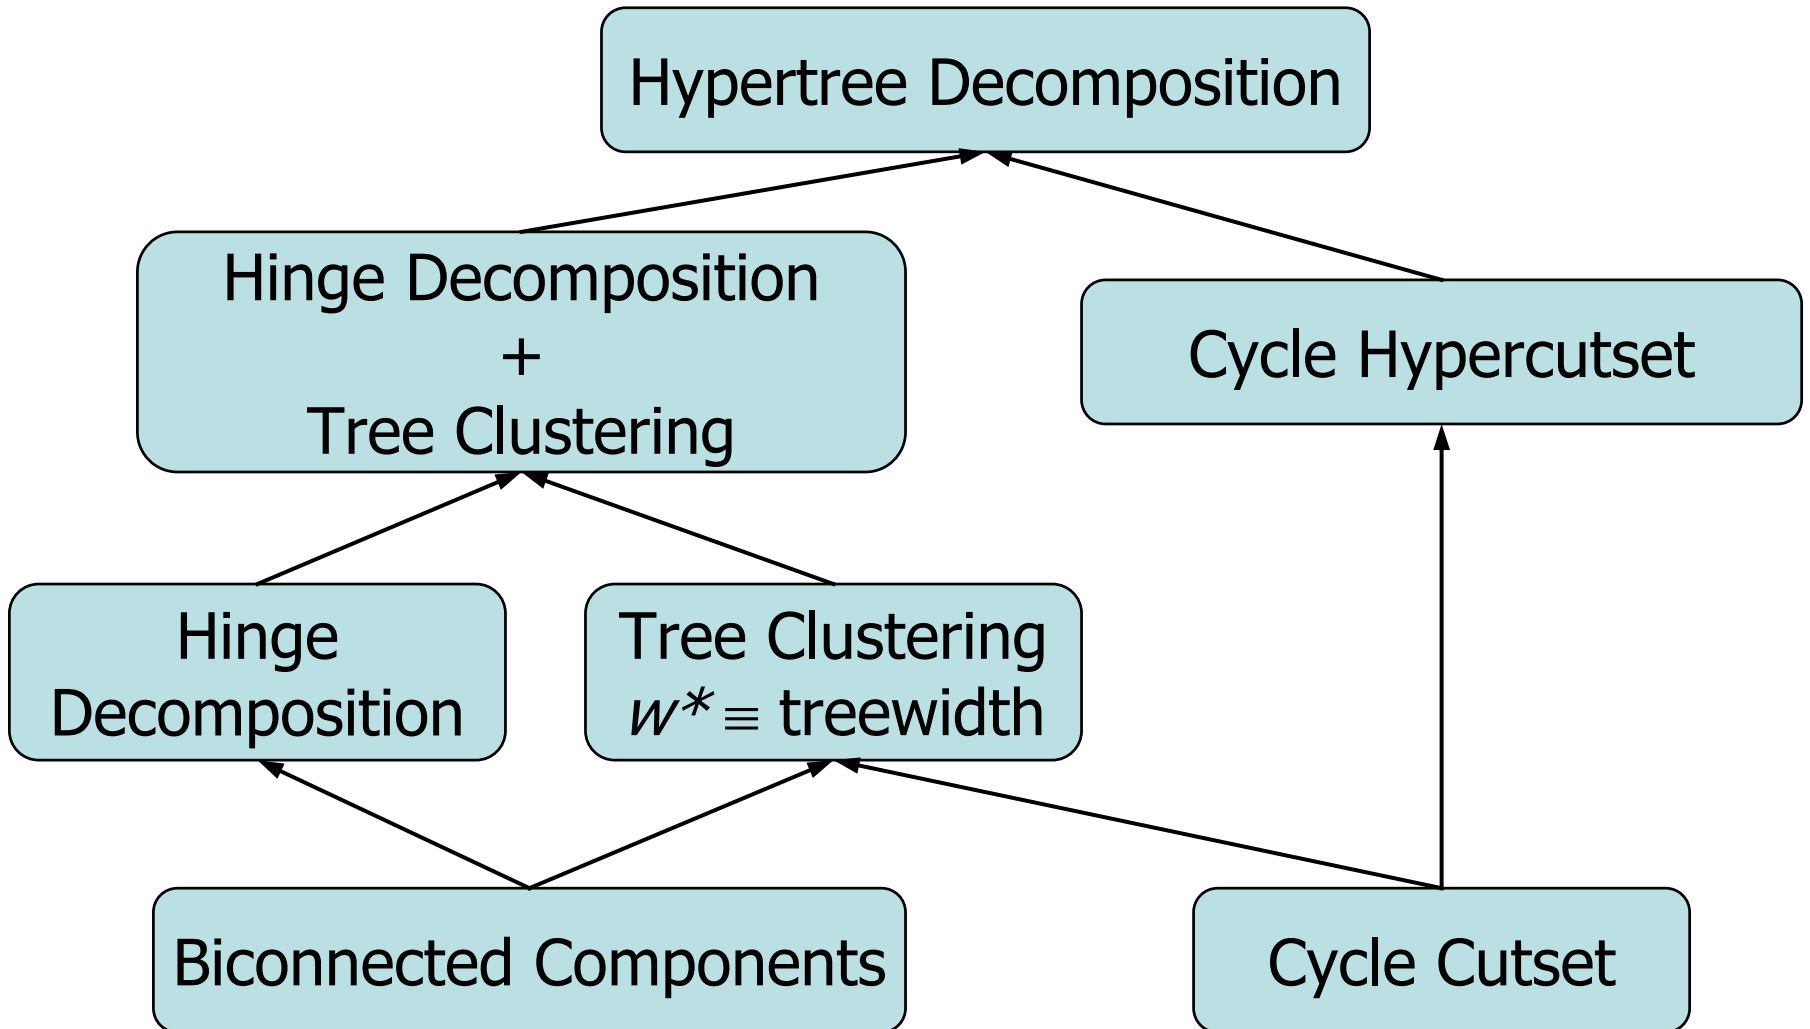 Hypertree Decomposition
Hinge Decomposition
+
Tree Clustering
Cycle Hypercutset
Hinge
Decomposition
Tree Clustering
w* ≡ treewidth
Biconnected Components
Cycle Cutset